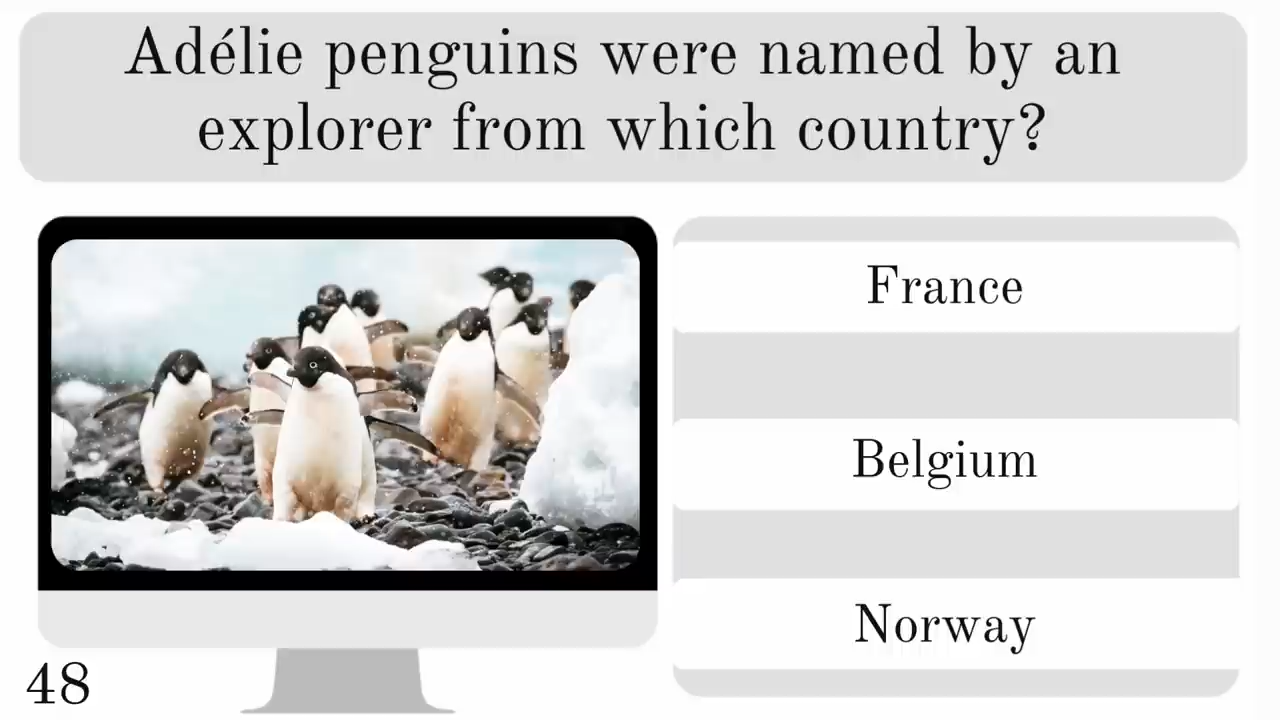 Adélie penguins were named by an
explorer from which country?
France
Belgium
Norway
48